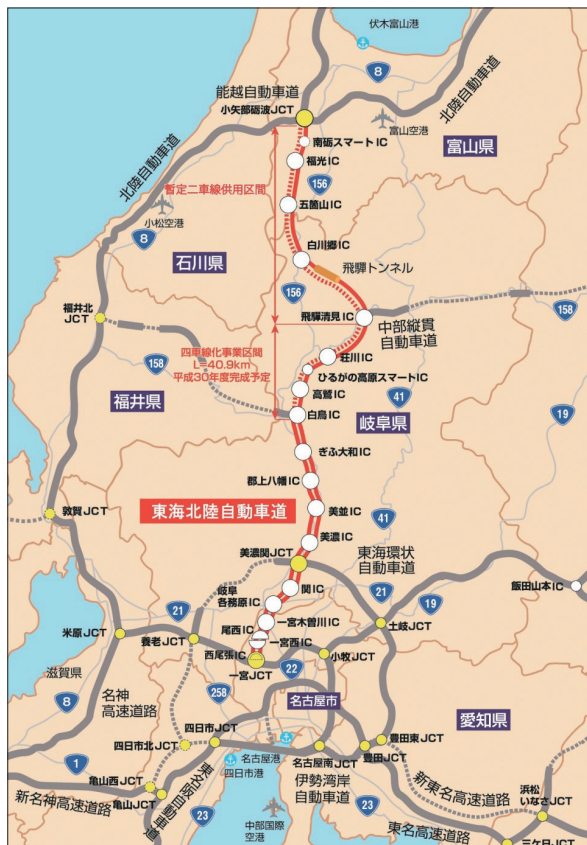 伏木富山港
8
能越自動車道
小矢部砺波JCT
北陸自動車道
北陸自動車道
富山空港
富山県
南砺スマートIC
福光IC
暫定二車線供用区間
156
五箇山IC
小松空港
8
石川県
白川郷IC
飛騨トンネル
156
福井北
JCT
飛騨清見IC
158
中部縦貫
自動車道
四車線化事業区間
L=40.9km
平成30年度完成予定
158
荘川IC
ひるがの高原スマートIC
高鷲IC
41
福井県
白鳥IC
岐阜県
19
ぎふ大和IC
郡上八幡IC
敦賀JCT
東海北陸自動車道
美並IC
41
美濃IC
美濃関JCT
東海環状
自動車道
飯田山本IC
岐阜
各務原IC
関IC
21
19
21
尾西IC
一宮木曽川IC
土岐JCT
米原JCT
養老JCT
一宮西IC
西尾張IC
小牧JCT
滋賀県
一宮JCT
22
8
名神
高速道路
258
名古屋市
愛知県
四日市JCT
四日市北JCT
豊田東JCT
1
名古屋港
四日市港
名古屋南JCT
豊田JCT
亀山西JCT
伊勢湾岸
自動車道
新東名高速道路
浜松
いなさJCT
新名神高速道路
亀山JCT
東名阪自動車道
23
23
中部国際
空港
東名高速道路
三ケ日JCT